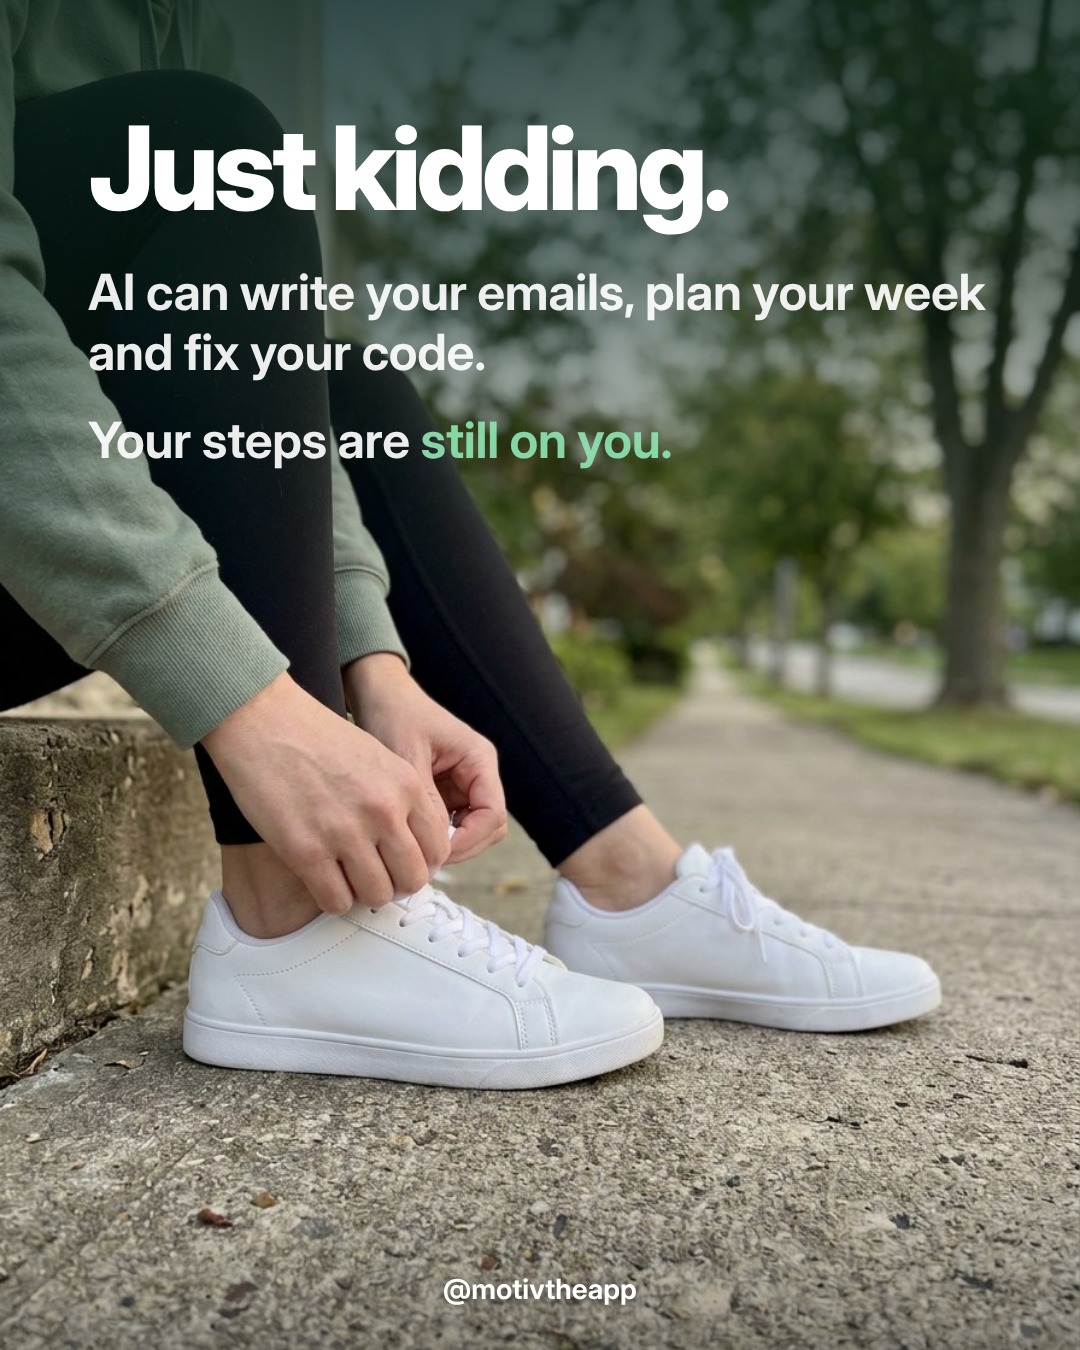 Just kidding.
AI can write your emails, plan your week
and fix your code.
Your steps are still on you.
@motivtheapp